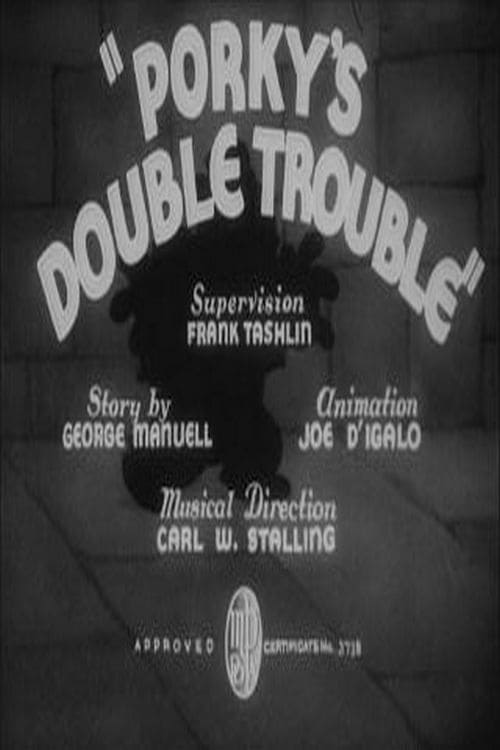 "PORKY'S
DOUBLE TROUBLE"
Supervision
FRANK TASHLIN
Story by
GEORGE MANUELL
Animation
JOE D'IGALO
Musical Direction
CARL W. STALLING
APPROVED
MPPDA
CERTIFICATE No. 3738